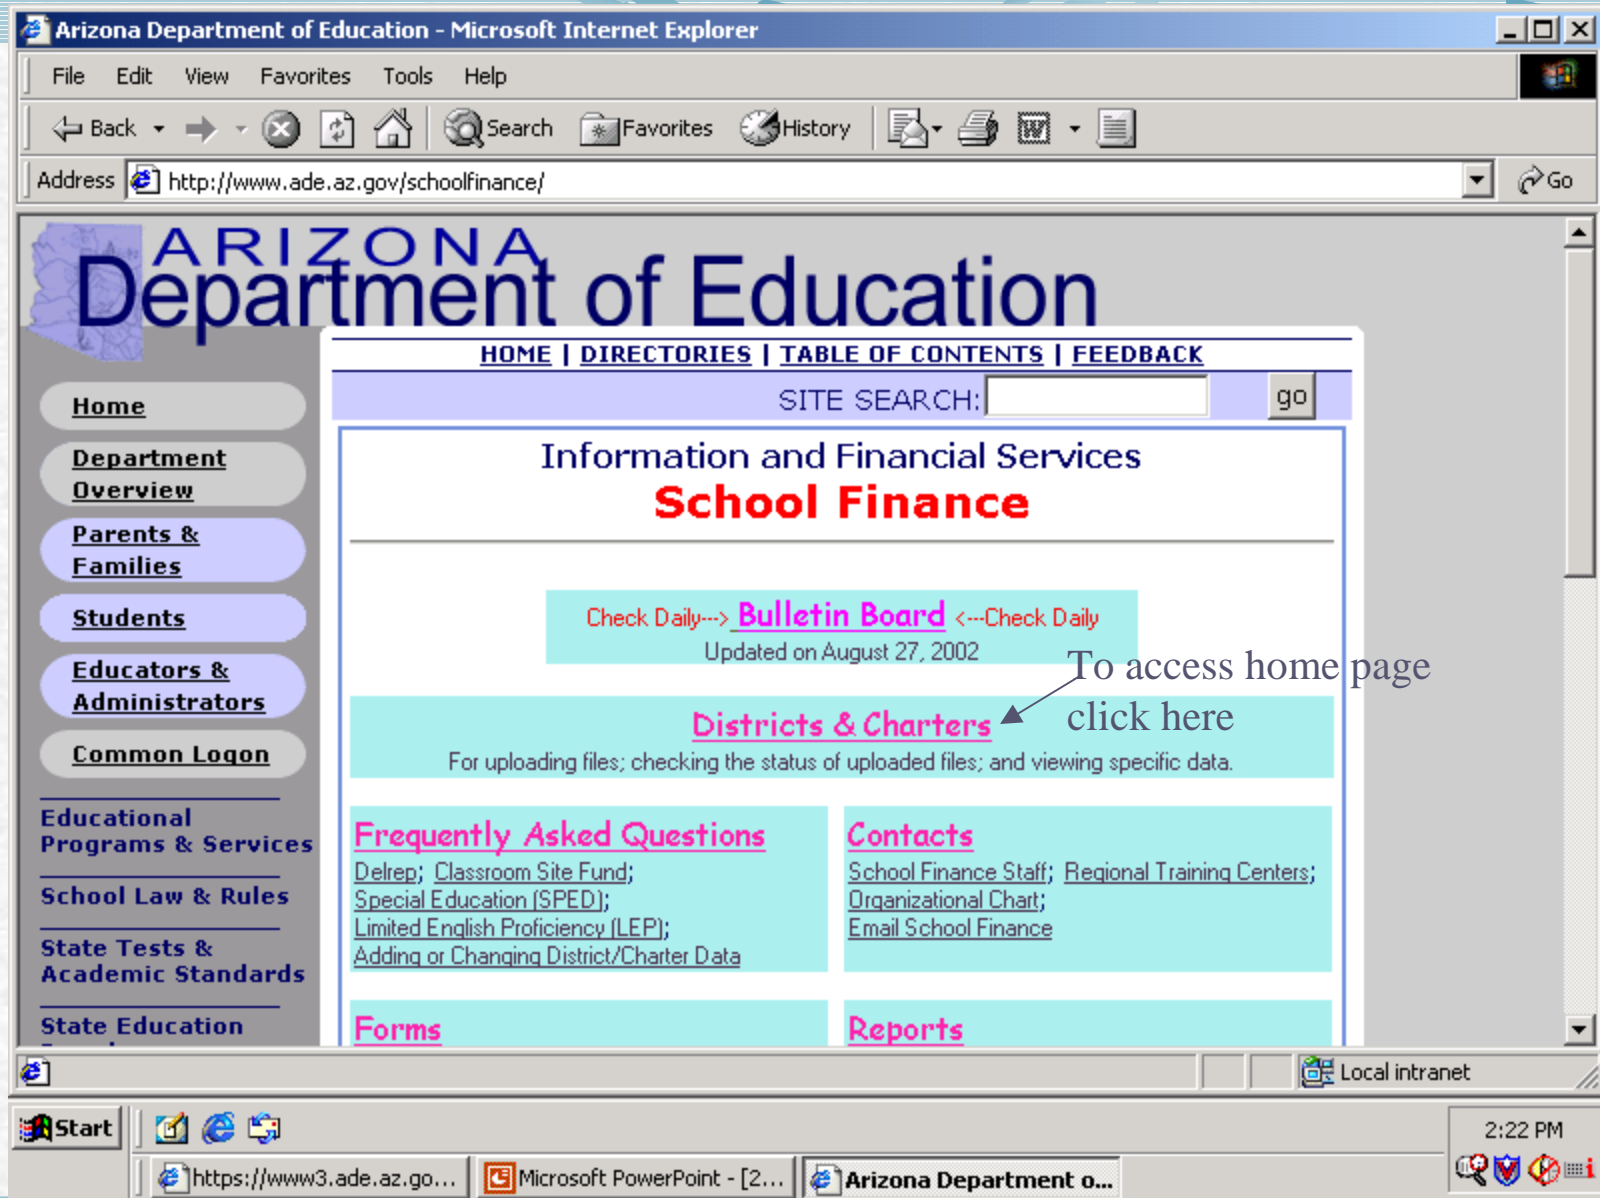 Arizona Department of Education - Microsoft Internet Explorer
File Edit View Favorites Tools Help
Back Search Favorites History
Address http://www.ade.az.gov/schoolfinance/ Go
ARIZONA
Department of Education
HOME | DIRECTORIES | TABLE OF CONTENTS | FEEDBACK
SITE SEARCH: go
Home
Department
Overview
Parents &
Families
Students
Educators &
Administrators
Common Logon
Educational
Programs & Services
School Law & Rules
State Tests &
Academic Standards
State Education
Information and Financial Services
School Finance
Check Daily---> Bulletin Board <---Check Daily
Updated on August 27, 2002
To access home page
click here
Districts & Charters
For uploading files; checking the status of uploaded files; and viewing specific data.
Frequently Asked Questions
Delrep; Classroom Site Fund;
Special Education (SPED);
Limited English Proficiency (LEP);
Adding or Changing District/Charter Data
Contacts
School Finance Staff; Regional Training Centers;
Organizational Chart;
Email School Finance
Forms
Reports
Local intranet
Start
2:22 PM
https://www3.ade.az.go... Microsoft PowerPoint - [2... Arizona Department o...